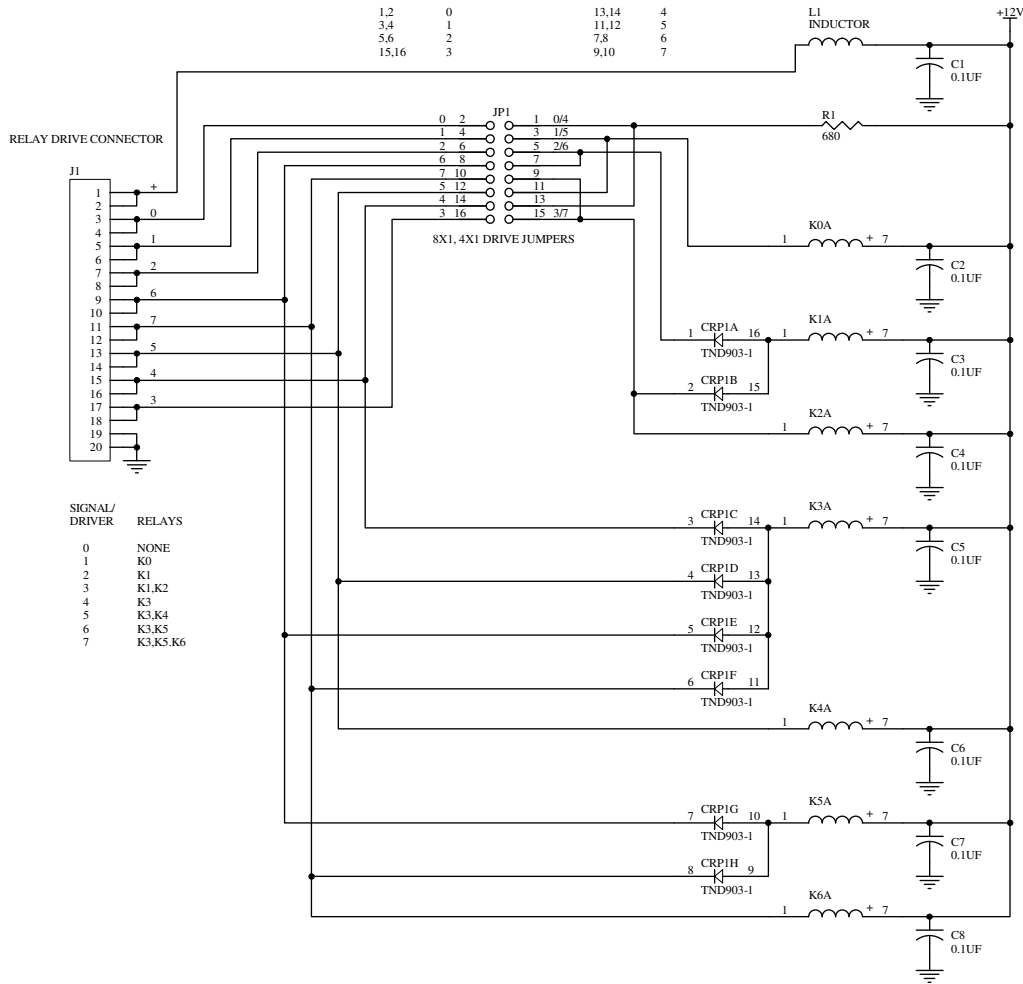 1,2 0 13,14 4
3,4 1 11,12 5
5,6 2 7,8 6
15,16 3 9,10 7
L1
INDUCTOR
+12V
C1
0.1UF
RELAY DRIVE CONNECTOR
JP1
0 2 1 0/4
1 4 3 1/5
2 6 5 2/6
6 8 7
7 10 9
5 12 11
4 14 13
3 16 15 3/7
8X1, 4X1 DRIVE JUMPERS
R1
680
J1
1 +
2
3 0
4
5 1
6
7 2
8
9 6
10
11 7
12
13 5
14
15 4
16
17 3
18
19
20
K0A
1 + 7
C2
0.1UF
CRP1A
1 16
TND903-1
K1A
1 + 7
C3
0.1UF
CRP1B
2 15
TND903-1
K2A
1 + 7
C4
0.1UF
SIGNAL/
DRIVER RELAYS
0 NONE
1 K0
2 K1
3 K1,K2
4 K3
5 K3,K4
6 K3,K5
7 K3,K5.K6
CRP1C
3 14
TND903-1
K3A
1 + 7
C5
0.1UF
CRP1D
4 13
TND903-1
CRP1E
5 12
TND903-1
CRP1F
6 11
TND903-1
K4A
1 + 7
C6
0.1UF
CRP1G
7 10
TND903-1
K5A
1 + 7
C7
0.1UF
CRP1H
8 9
TND903-1
K6A
1 + 7
C8
0.1UF